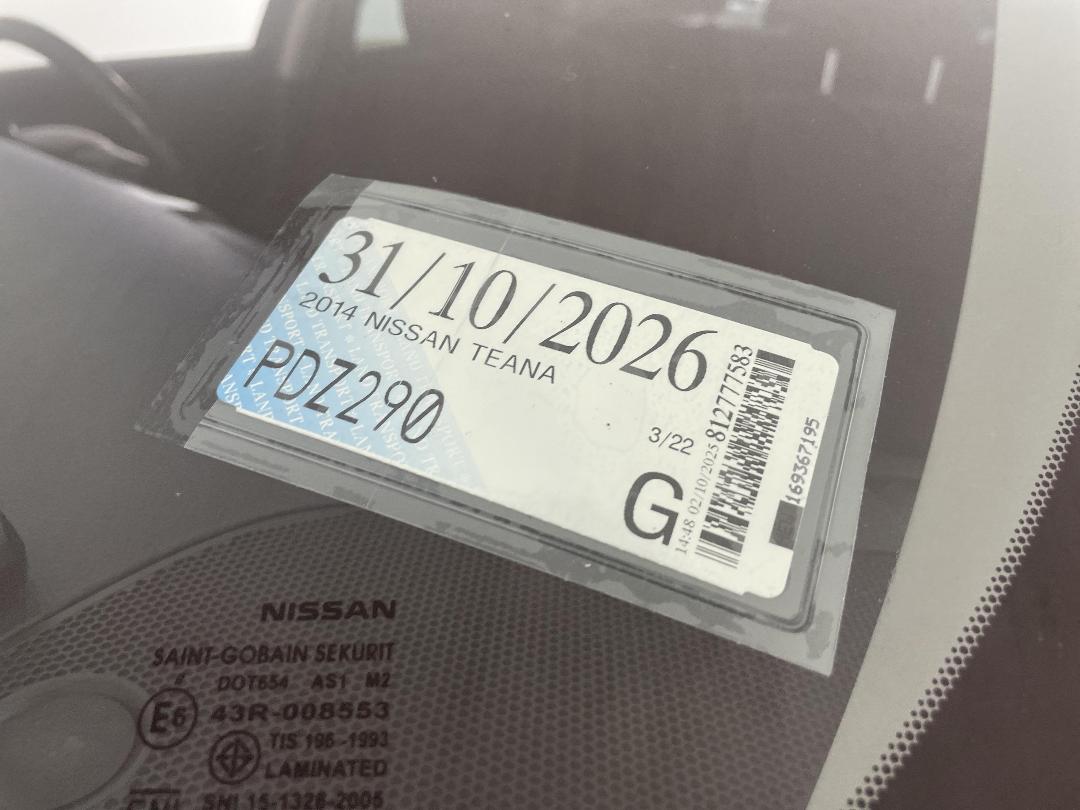 31/10/2026
2014 NISSAN TEANA
PDZ290
3/22
G
14:48 02/10/2025
812777583
169367195
NISSAN
SAINT-GOBAIN SEKURIT
DOT654 AS1 M2
E6 43R-008553
TIS 196-1993
LAMINATED
SNI 15-1328-2005